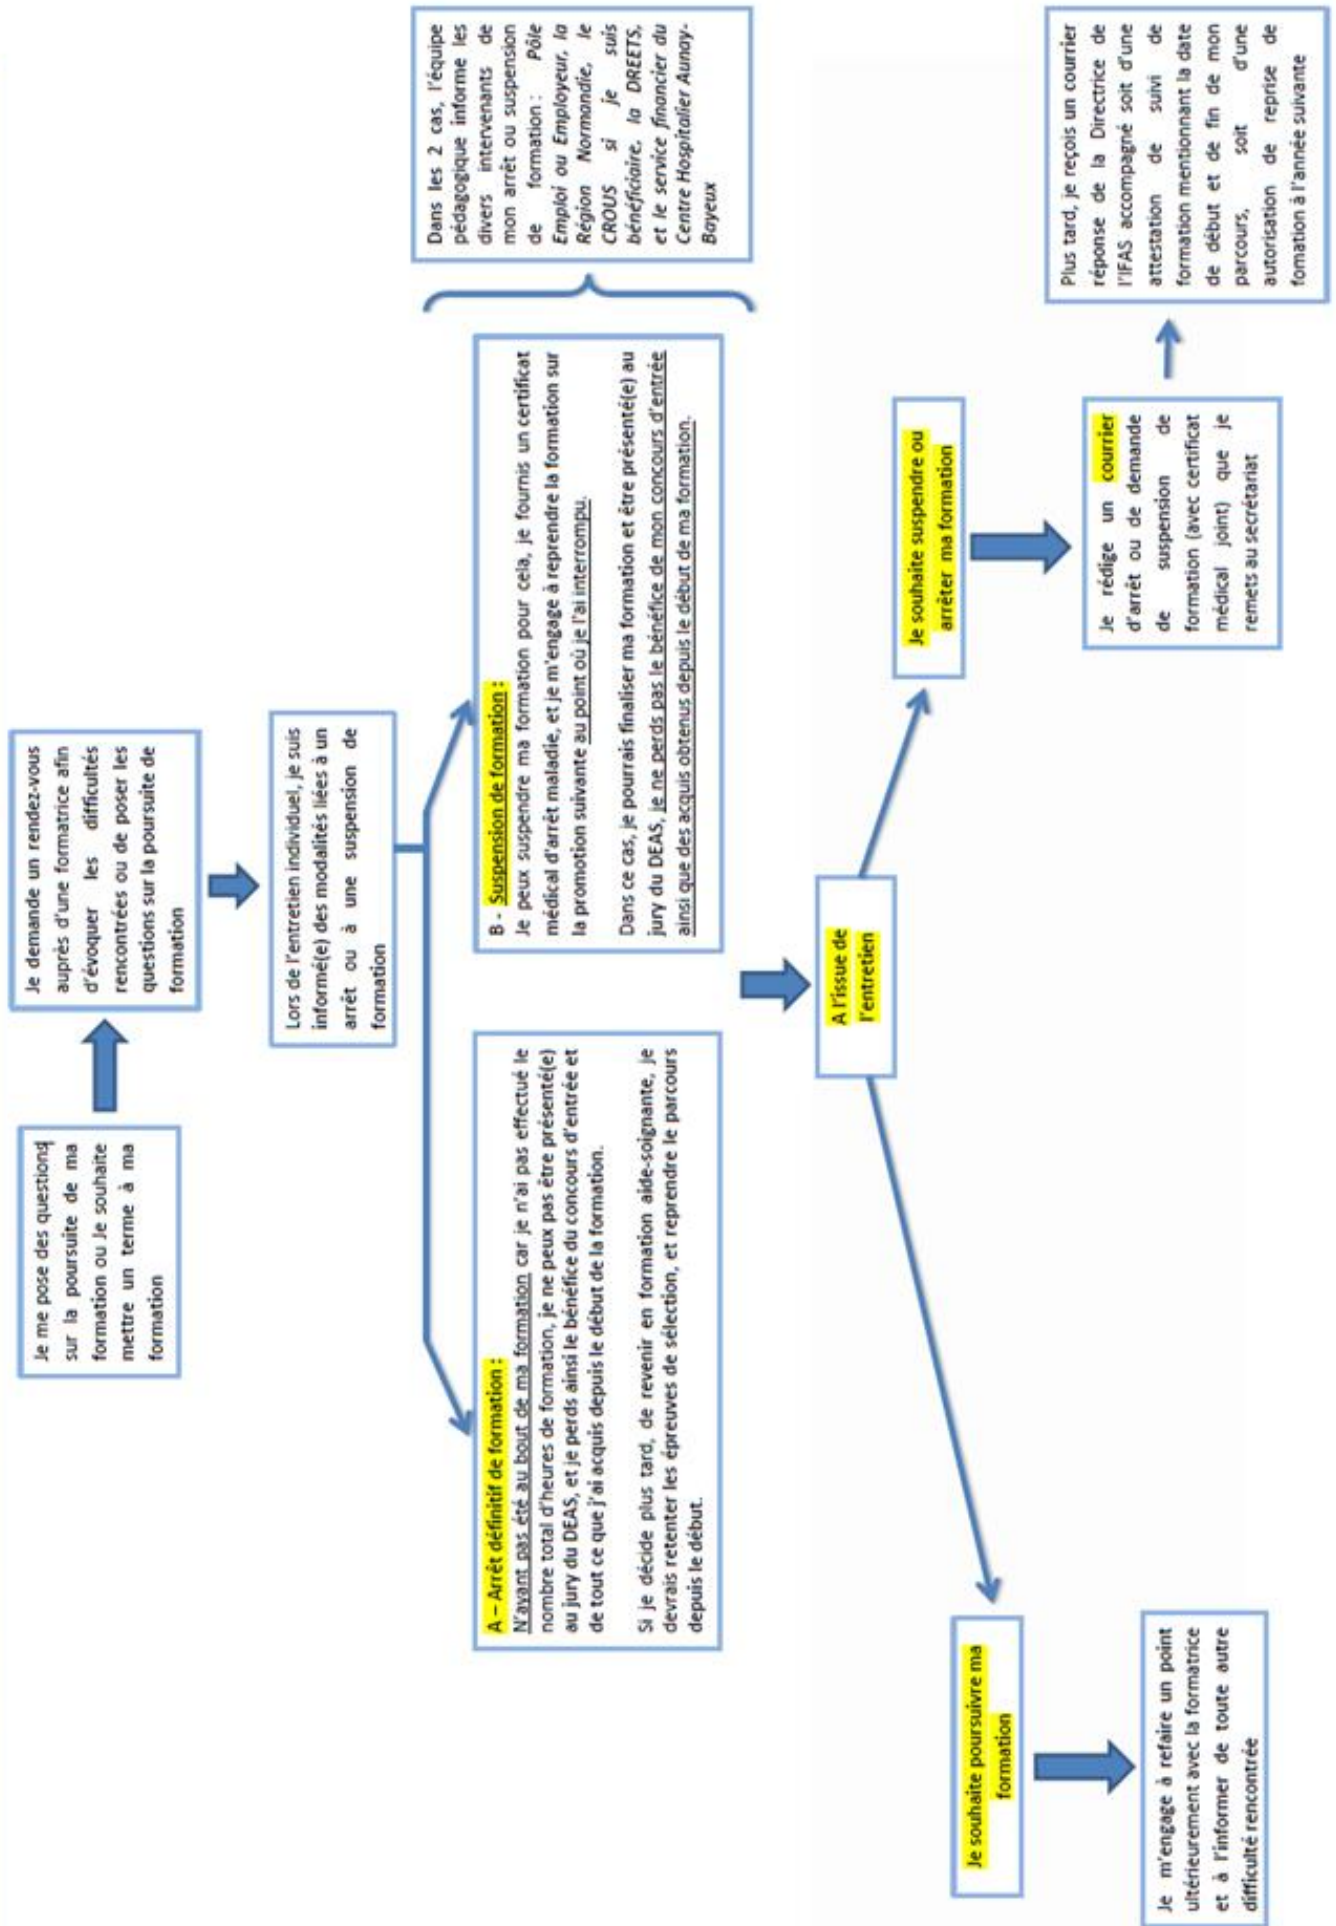 Je me pose des questions
sur la poursuite de ma
formation ou Je souhaite
mettre un terme à ma
formation
Je demande un rendez-vous
auprès d'une formatrice afin
d'évoquer les difficultés
rencontrées ou de poser les
questions sur la poursuite de
formation
Lors de l'entretien individuel, je suis
informé(e) des modalités liées à un
arrêt ou à une suspension de
formation
A – Arrêt définitif de formation :
N'ayant pas été au bout de ma formation car je n'ai pas effectué le
nombre total d'heures de formation, je ne peux pas être présenté(e)
au jury du DEAS, et je perds ainsi le bénéfice du concours d'entrée et
de tout ce que j'ai acquis depuis le début de la formation.
Si je décide plus tard, de revenir en formation aide-soignante, je
devrais retenter les épreuves de sélection, et reprendre le parcours
depuis le début.
B - Suspension de formation :
Je peux suspendre ma formation pour cela, je fournis un certificat
médical d'arrêt maladie, et je m'engage à reprendre la formation sur
la promotion suivante au point où je l'ai interrompu.
Dans ce cas, je pourrais finaliser ma formation et être présenté(e) au
jury du DEAS, je ne perds pas le bénéfice de mon concours d'entrée
ainsi que des acquis obtenus depuis le début de ma formation.
Dans les 2 cas, l'équipe
pédagogique informe les
divers intervenants de
mon arrêt ou suspension
de formation : Pôle
Emploi ou Employeur, la
Région Normandie, le
CROUS si je suis
bénéficiaire, la DREETS,
et le service financier du
Centre Hospitalier Aunay-
Bayeux
A l'issue de
l'entretien
Je souhaite poursuivre ma
formation
Je m'engage à refaire un point
ultérieurement avec la formatrice
et à l'informer de toute autre
difficulté rencontrée
Je souhaite suspendre ou
arrêter ma formation
Je rédige un courrier
d'arrêt ou de demande
de suspension de
formation (avec certificat
médical joint) que je
remets au secrétariat
Plus tard, je reçois un courrier
réponse de la Directrice de
l'IFAS accompagné soit d'une
attestation de suivi de
formation mentionnant la date
de début et de fin de mon
parcours, soit d'une
autorisation de reprise de
fomation à l'année suivante